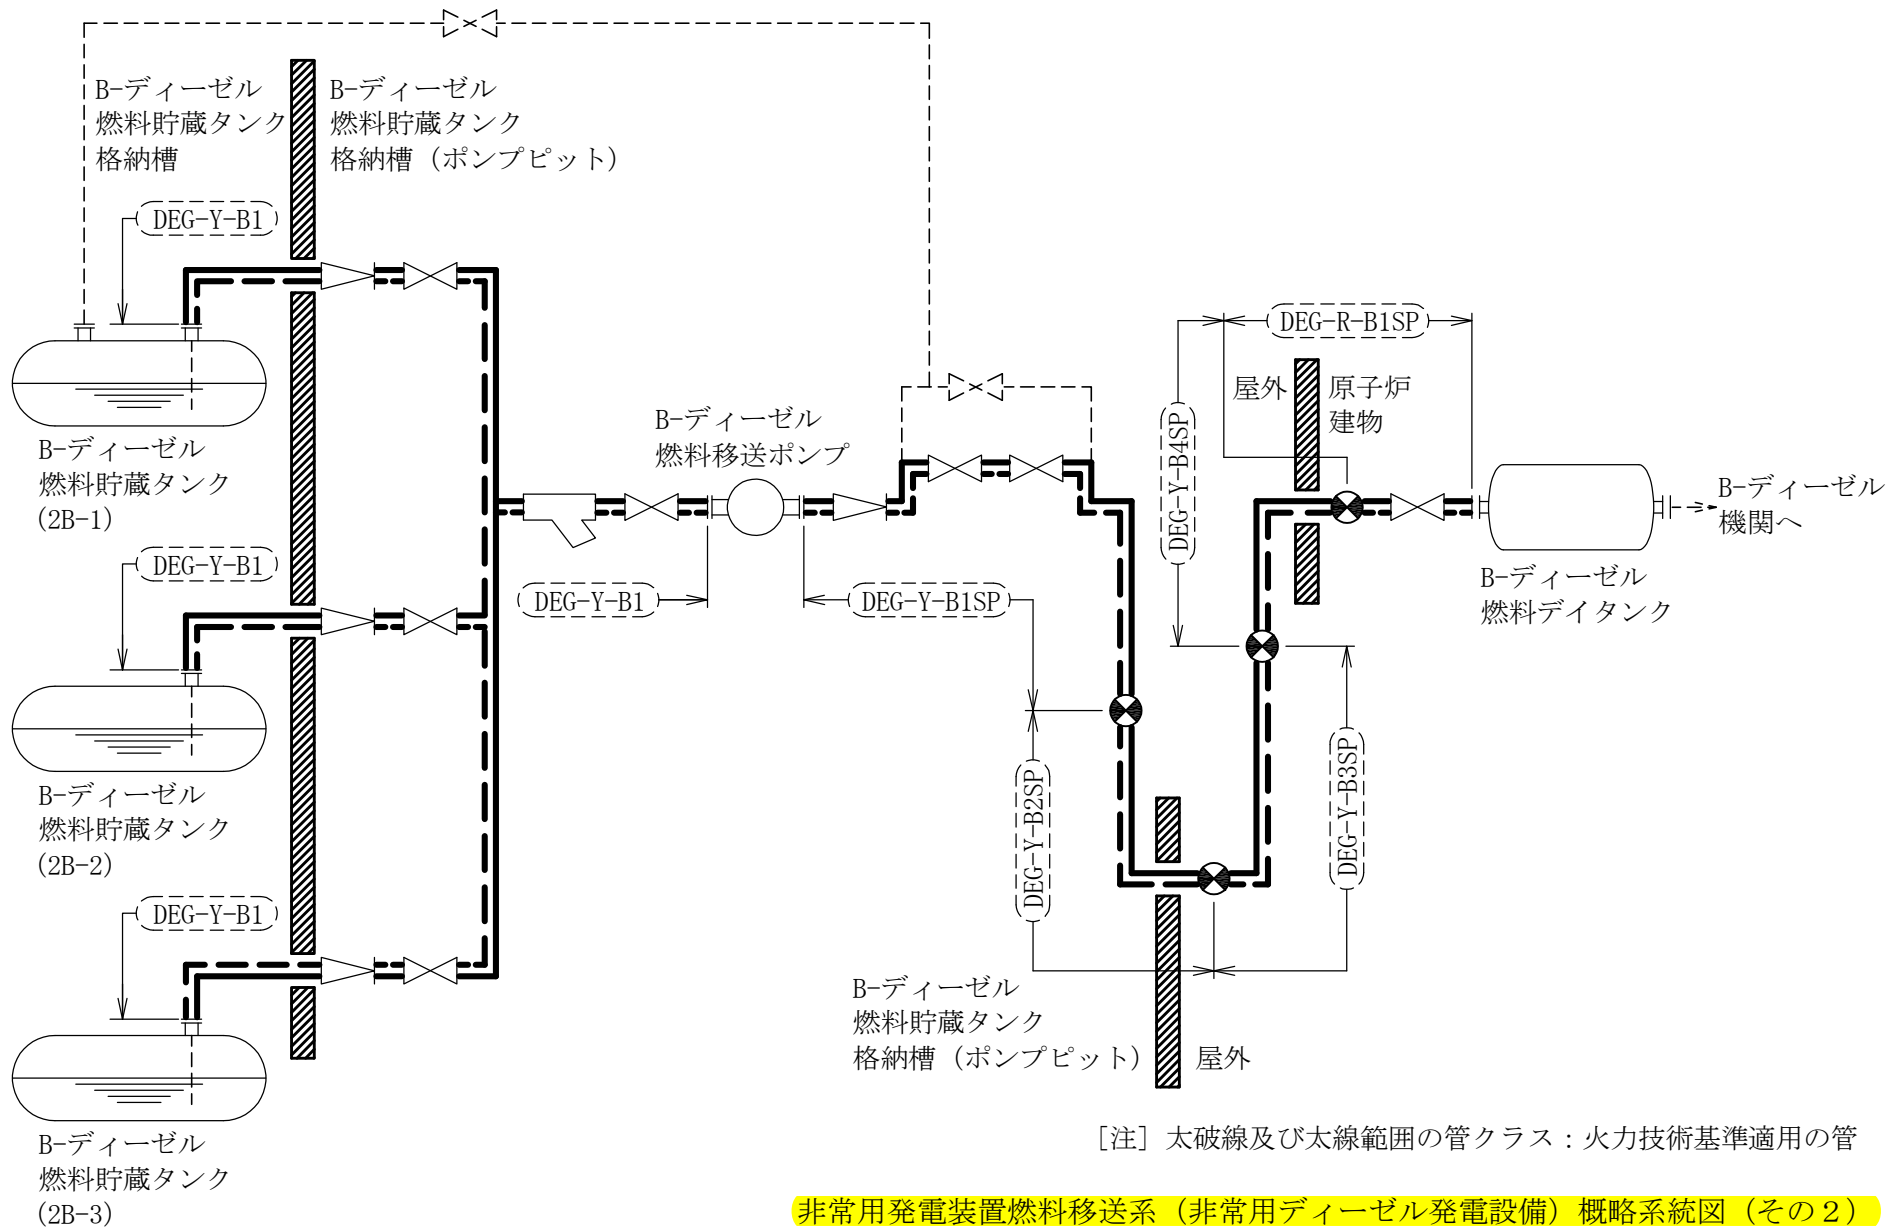 B-ディーゼル
燃料貯蔵タンク
格納槽
B-ディーゼル
燃料貯蔵タンク
格納槽（ポンプピット）
DEG-Y-B1
B-ディーゼル
燃料貯蔵タンク
(2B-1)
DEG-Y-B1
B-ディーゼル
燃料貯蔵タンク
(2B-2)
DEG-Y-B1
B-ディーゼル
燃料貯蔵タンク
(2B-3)
B-ディーゼル
燃料移送ポンプ
DEG-Y-B1
DEG-Y-B1SP
DEG-Y-B2SP
B-ディーゼル
燃料貯蔵タンク
格納槽（ポンプピット）
屋外
DEG-Y-B3SP
DEG-Y-B4SP
DEG-R-B1SP
屋外
原子炉
建物
B-ディーゼル
機関へ
B-ディーゼル
燃料デイタンク
［注］太破線及び太線範囲の管クラス：火力技術基準適用の管
非常用発電装置燃料移送系（非常用ディーゼル発電設備）概略系統図（その２）